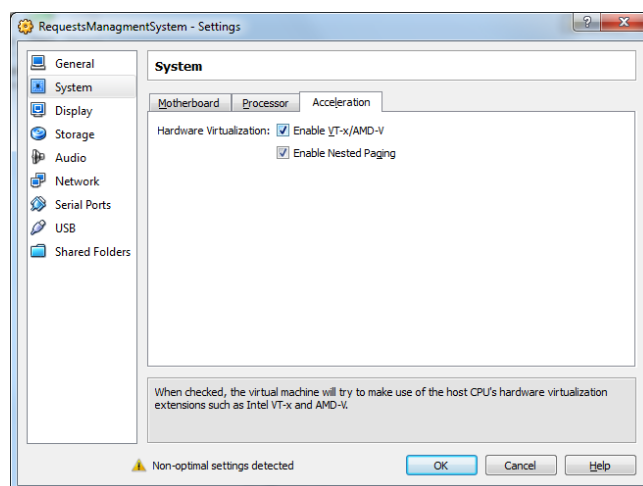 RequestsManagmentSystem - Settings
General
System
Display
Storage
Audio
Network
Serial Ports
USB
Shared Folders
System
Motherboard Processor Acceleration
Hardware Virtualization: Enable VT-x/AMD-V
Enable Nested Paging
When checked, the virtual machine will try to make use of the host CPU's hardware virtualization
extensions such as Intel VT-x and AMD-V.
Non-optimal settings detected
OK Cancel Help